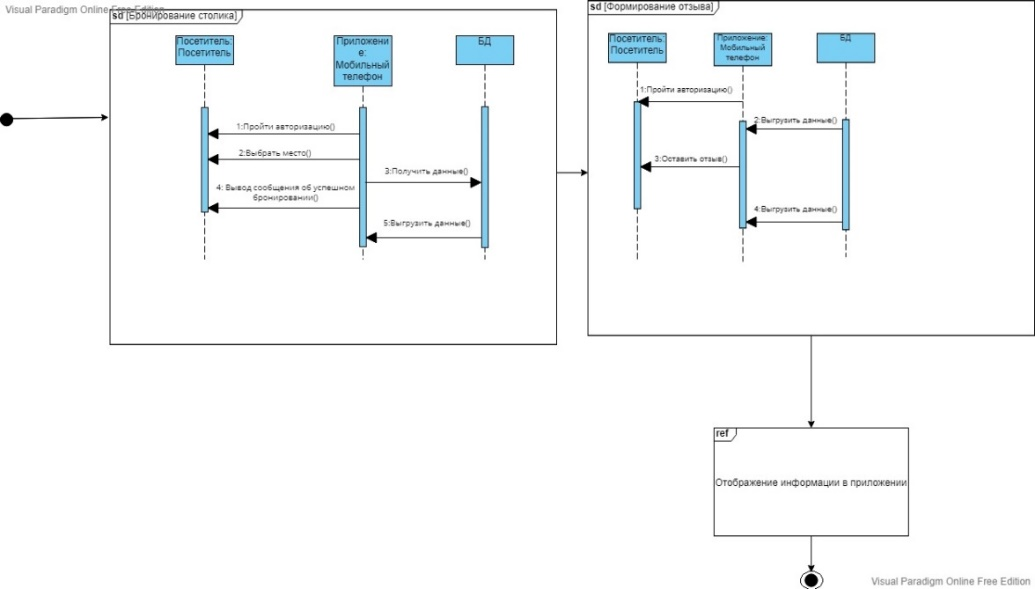 Visual Paradigm Online Free Edition
sd [Бронирование столика]
Посетитель:
Посетитель
Приложени
е:
Мобильный
телефон
БД
1:Пройти авторизацию()
2:Выбрать место()
3:Получить данные()
4: Вывод сообщения об успешном
бронировании()
5:Выгрузить данные()
sd [Формирование отзыва]
Посетитель:
Посетитель
Приложение:
Мобильный
телефон
БД
1:Пройти авторизацию()
2:Выгрузить данные()
3:Оставить отзыв()
4:Выгрузить данные()
ref
Отображение информации в приложении
Visual Paradigm Online Free Edition